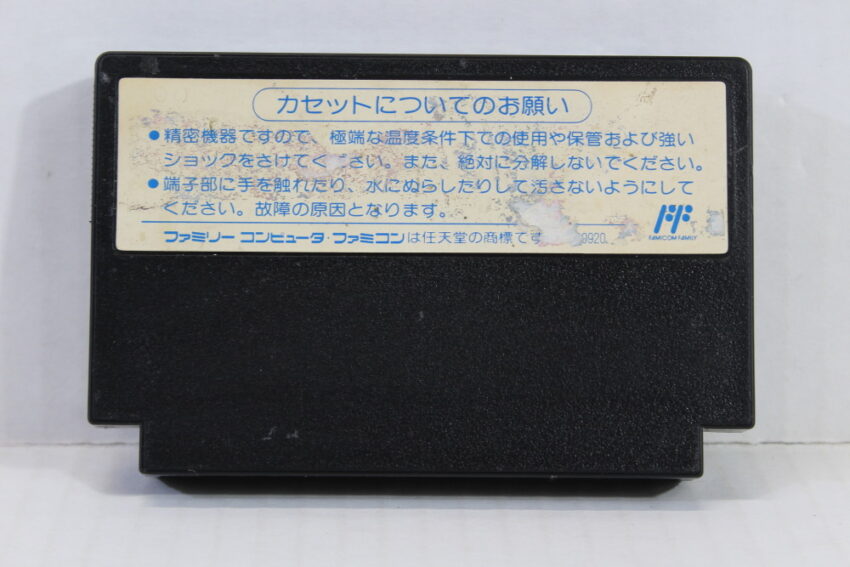 カセットについてのお願い
●精密機器ですので、極端な温度条件下での使用や保管および強い
ショックをさけてください。また、絶対に分解しないでください。
●端子部に手を触れたり、水にぬらしたりして汚さないようにして
ください。故障の原因となります。
ファミリーコンピュータ・ファミコンは任天堂の商標です 9920
FF
FAMICOM FAMILY